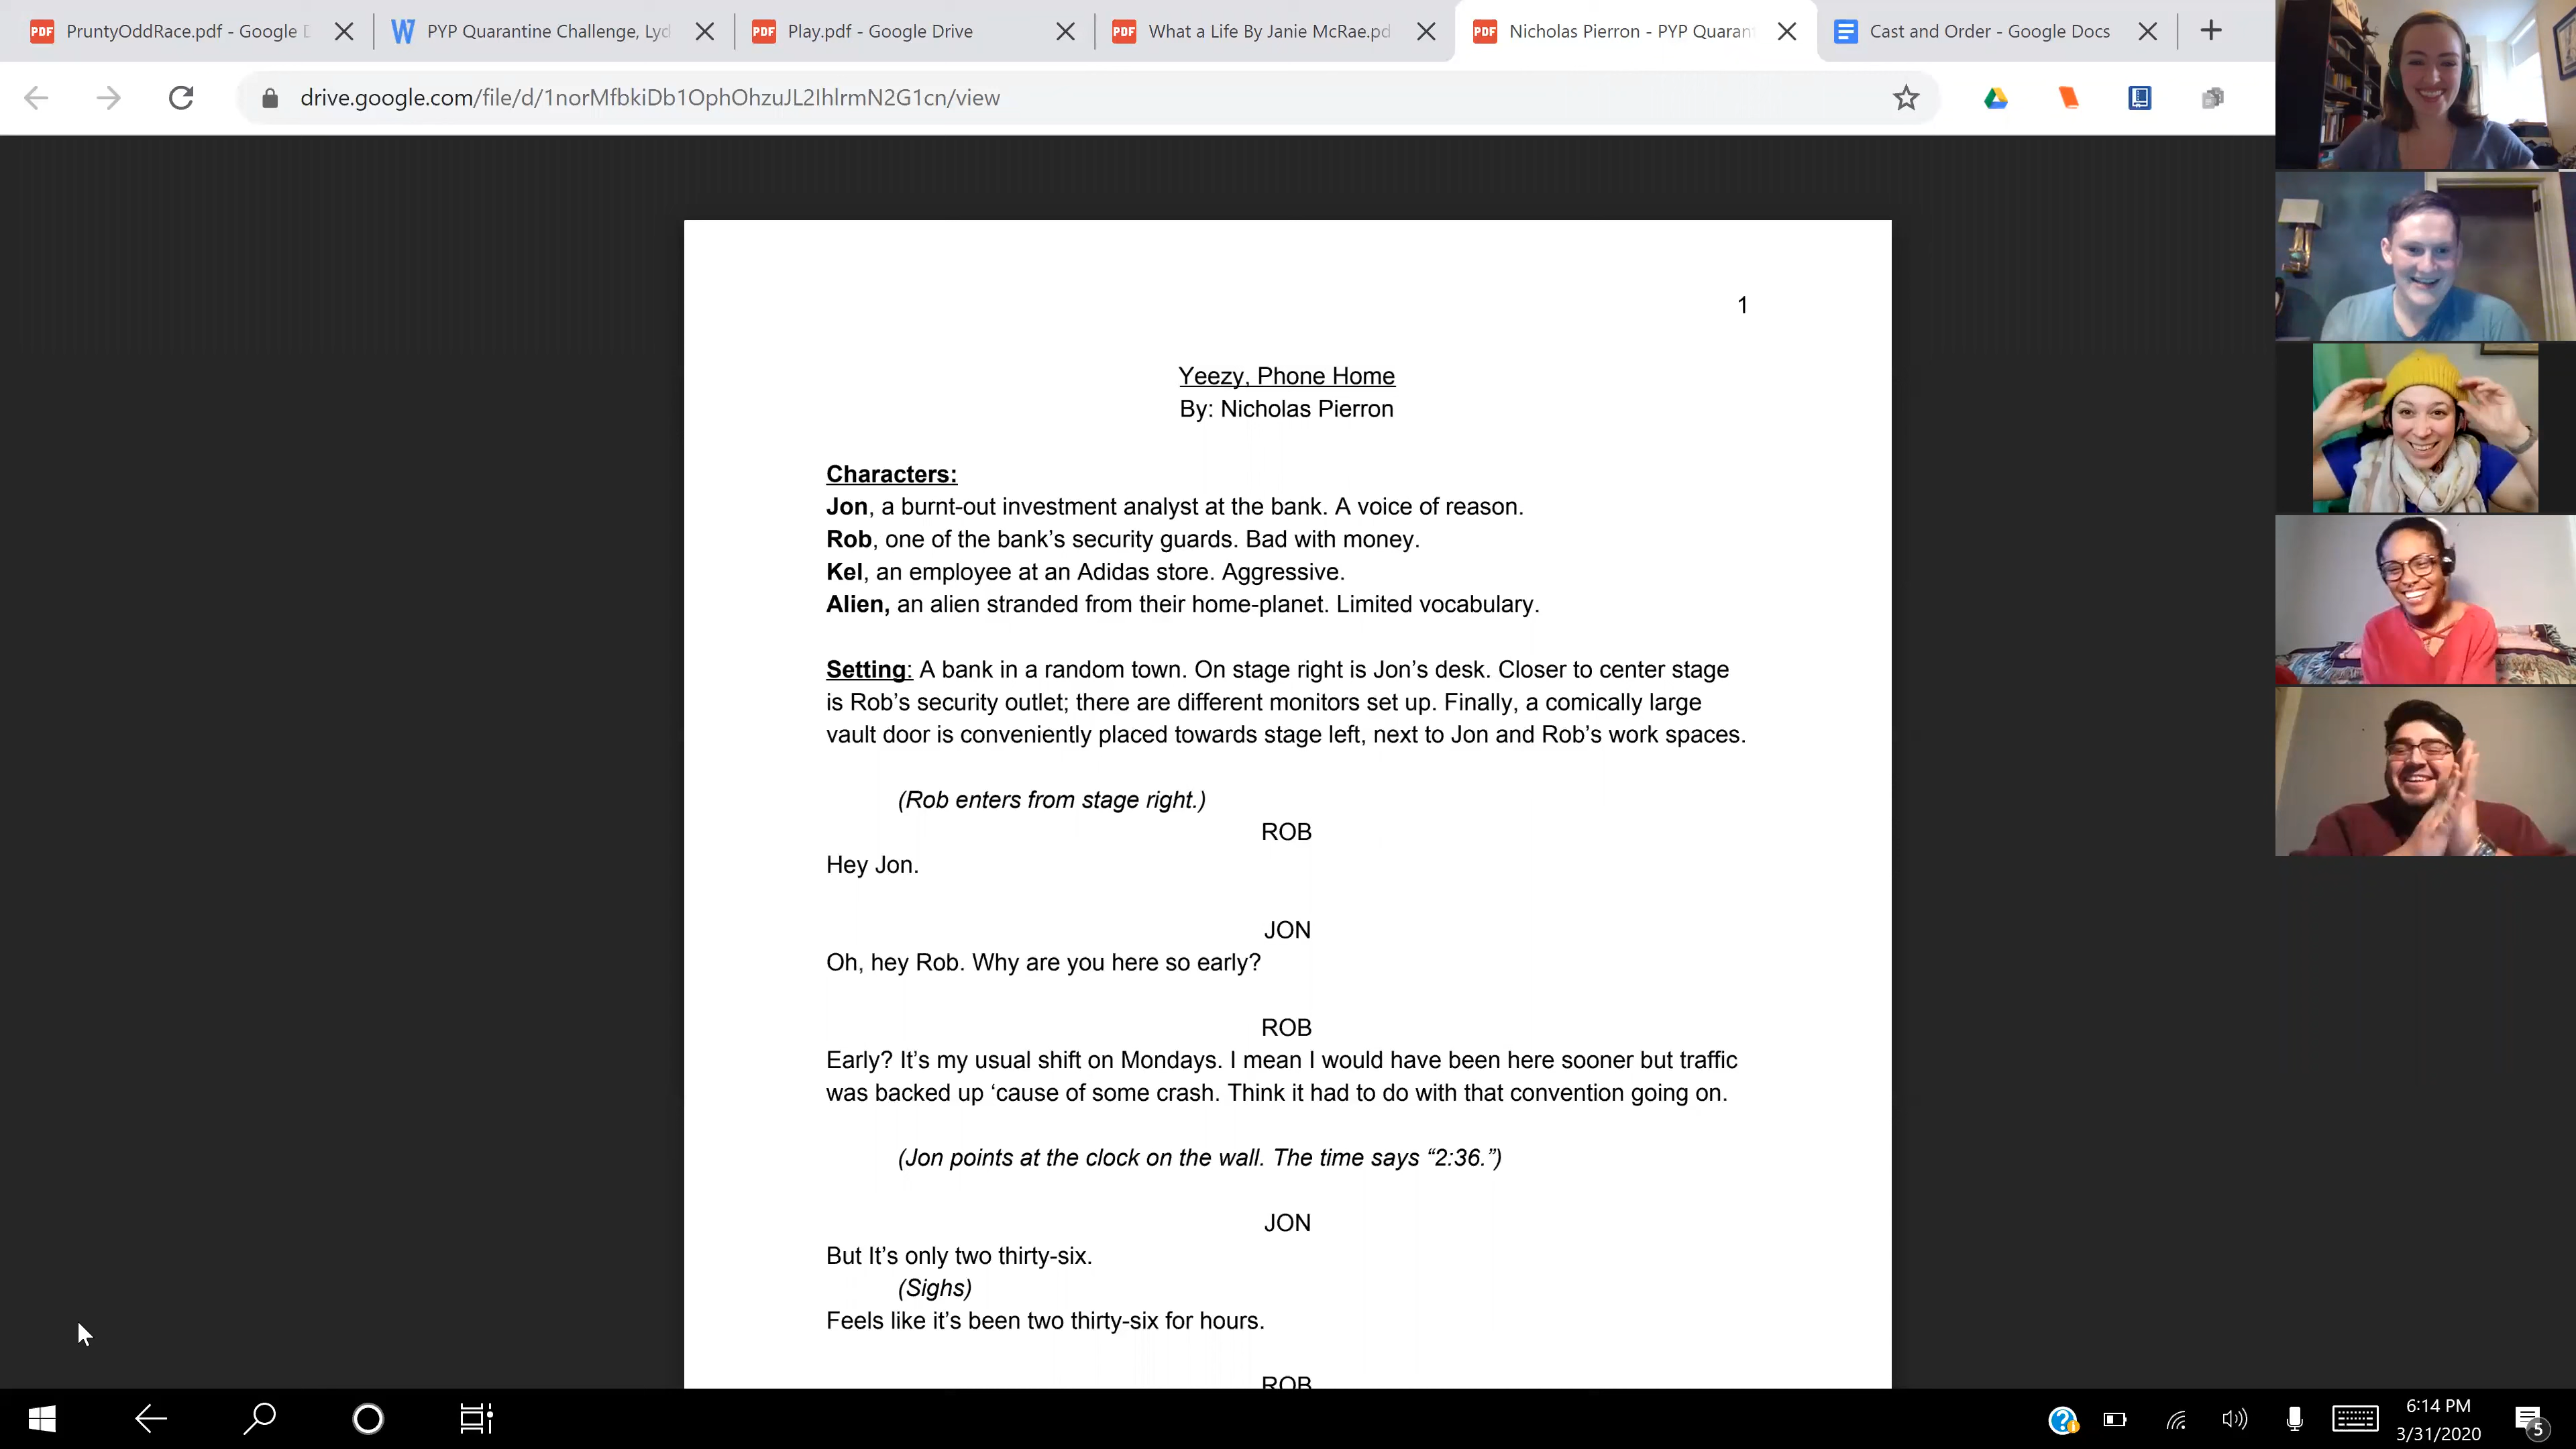 PDF PruntyOddRace.pdf - Google D
PYP Quarantine Challenge, Lyd
PDF Play.pdf - Google Drive
PDF What a Life By Janie McRae.pd
PDF Nicholas Pierron - PYP Quaran
Cast and Order - Google Docs
drive.google.com/file/d/1norMfbkiDb1OphOhzuJL2IhlrmN2G1cn/view
1
Yeezy, Phone Home
By: Nicholas Pierron
Characters:
Jon, a burnt-out investment analyst at the bank. A voice of reason.
Rob, one of the bank’s security guards. Bad with money.
Kel, an employee at an Adidas store. Aggressive.
Alien, an alien stranded from their home-planet. Limited vocabulary.
Setting: A bank in a random town. On stage right is Jon’s desk. Closer to center stage
is Rob’s security outlet; there are different monitors set up. Finally, a comically large
vault door is conveniently placed towards stage left, next to Jon and Rob’s work spaces.
(Rob enters from stage right.)
ROB
Hey Jon.
JON
Oh, hey Rob. Why are you here so early?
ROB
Early? It’s my usual shift on Mondays. I mean I would have been here sooner but traffic
was backed up ‘cause of some crash. Think it had to do with that convention going on.
(Jon points at the clock on the wall. The time says “2:36.”)
JON
But It’s only two thirty-six.
(Sighs)
Feels like it’s been two thirty-six for hours.
ROB
6:14 PM
3/31/2020
5